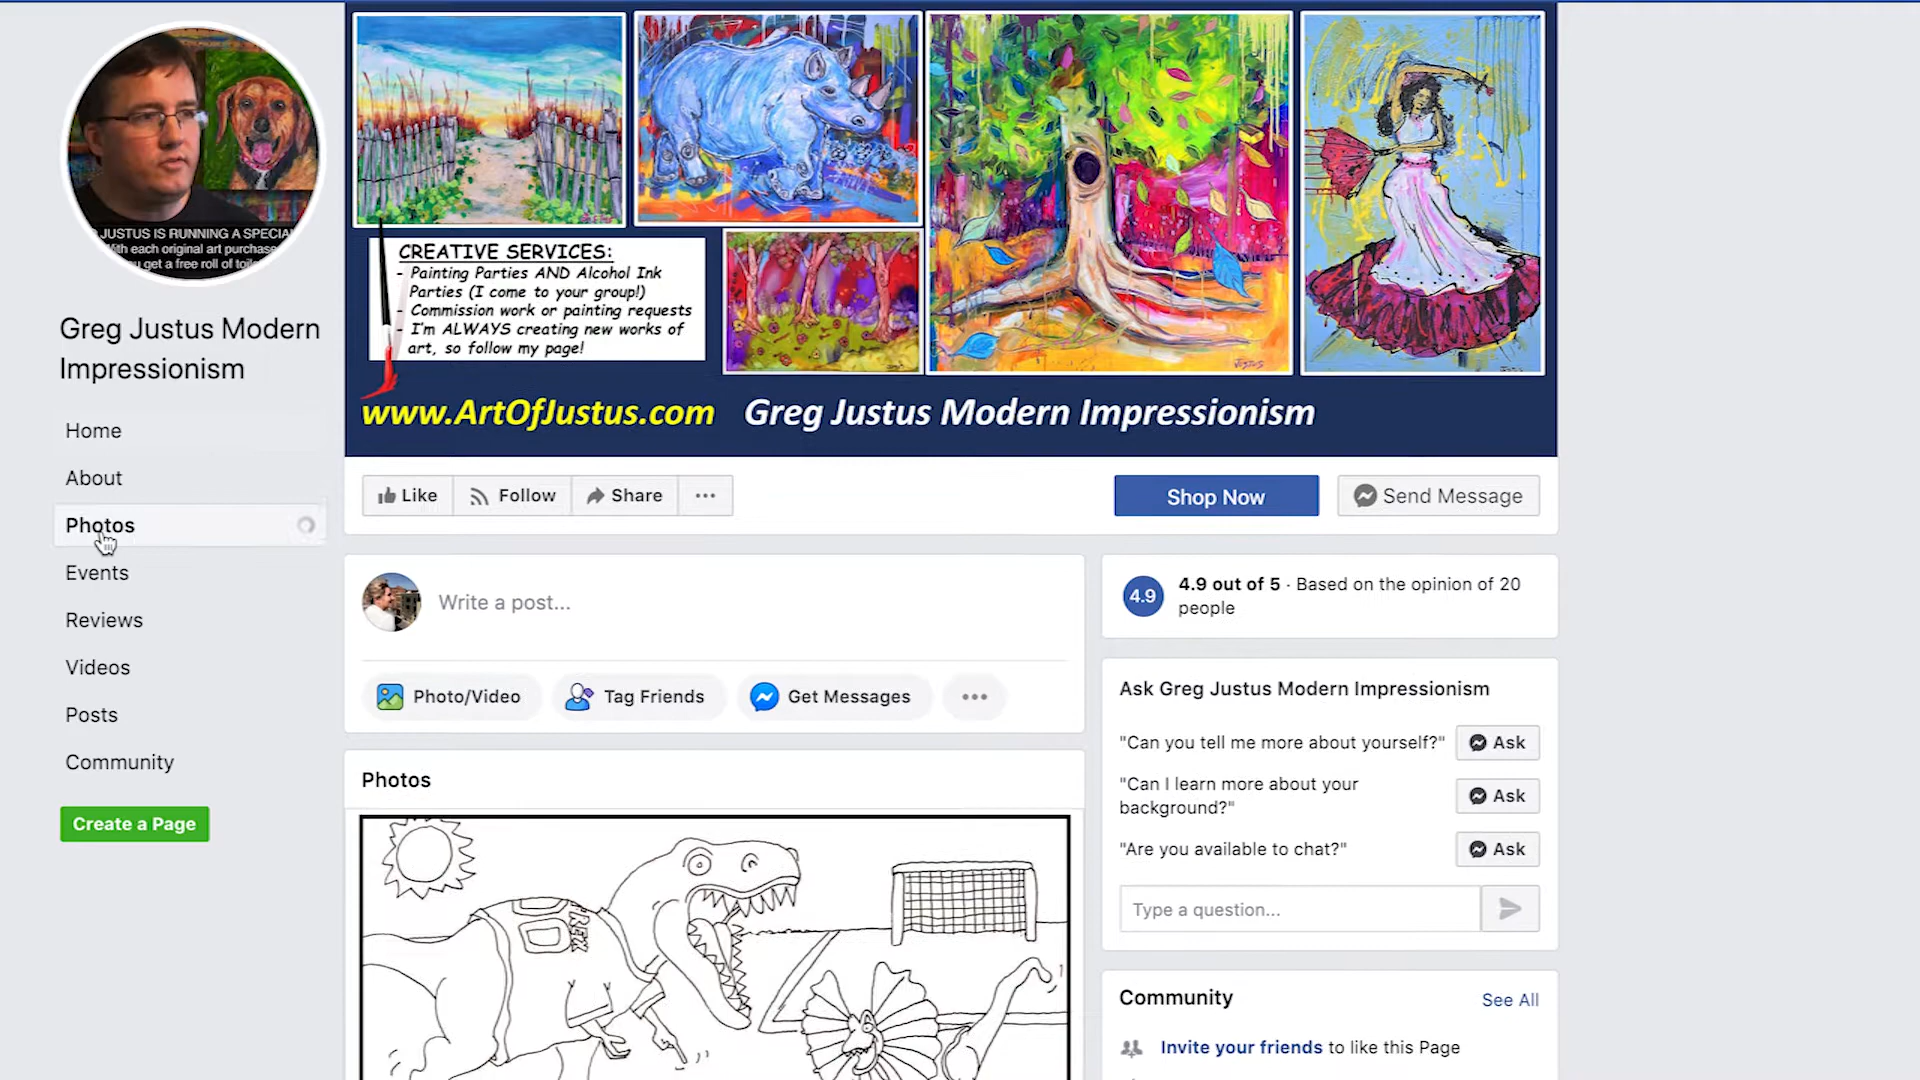 JUSTUS IS RUNNING A SPECIA
ith each original art purchase
u get a free roll of toile
Greg Justus Modern
Impressionism
Home
About
Photos
Events
Reviews
Videos
Posts
Community
Create a Page
CREATIVE SERVICES:
- Painting Parties AND Alcohol Ink
Parties (I come to your group!)
- Commission work or painting requests
- I'm ALWAYS creating new works of
art, so follow my page!
www.ArtOfJustus.com Greg Justus Modern Impressionism
Like Follow Share ...
Shop Now Send Message
Write a post...
Photo/Video Tag Friends Get Messages ...
Photos
4.9 4.9 out of 5 · Based on the opinion of 20
people
Ask Greg Justus Modern Impressionism
"Can you tell me more about yourself?" Ask
"Can I learn more about your
background?" Ask
"Are you available to chat?" Ask
Type a question...
Community See All
Invite your friends to like this Page